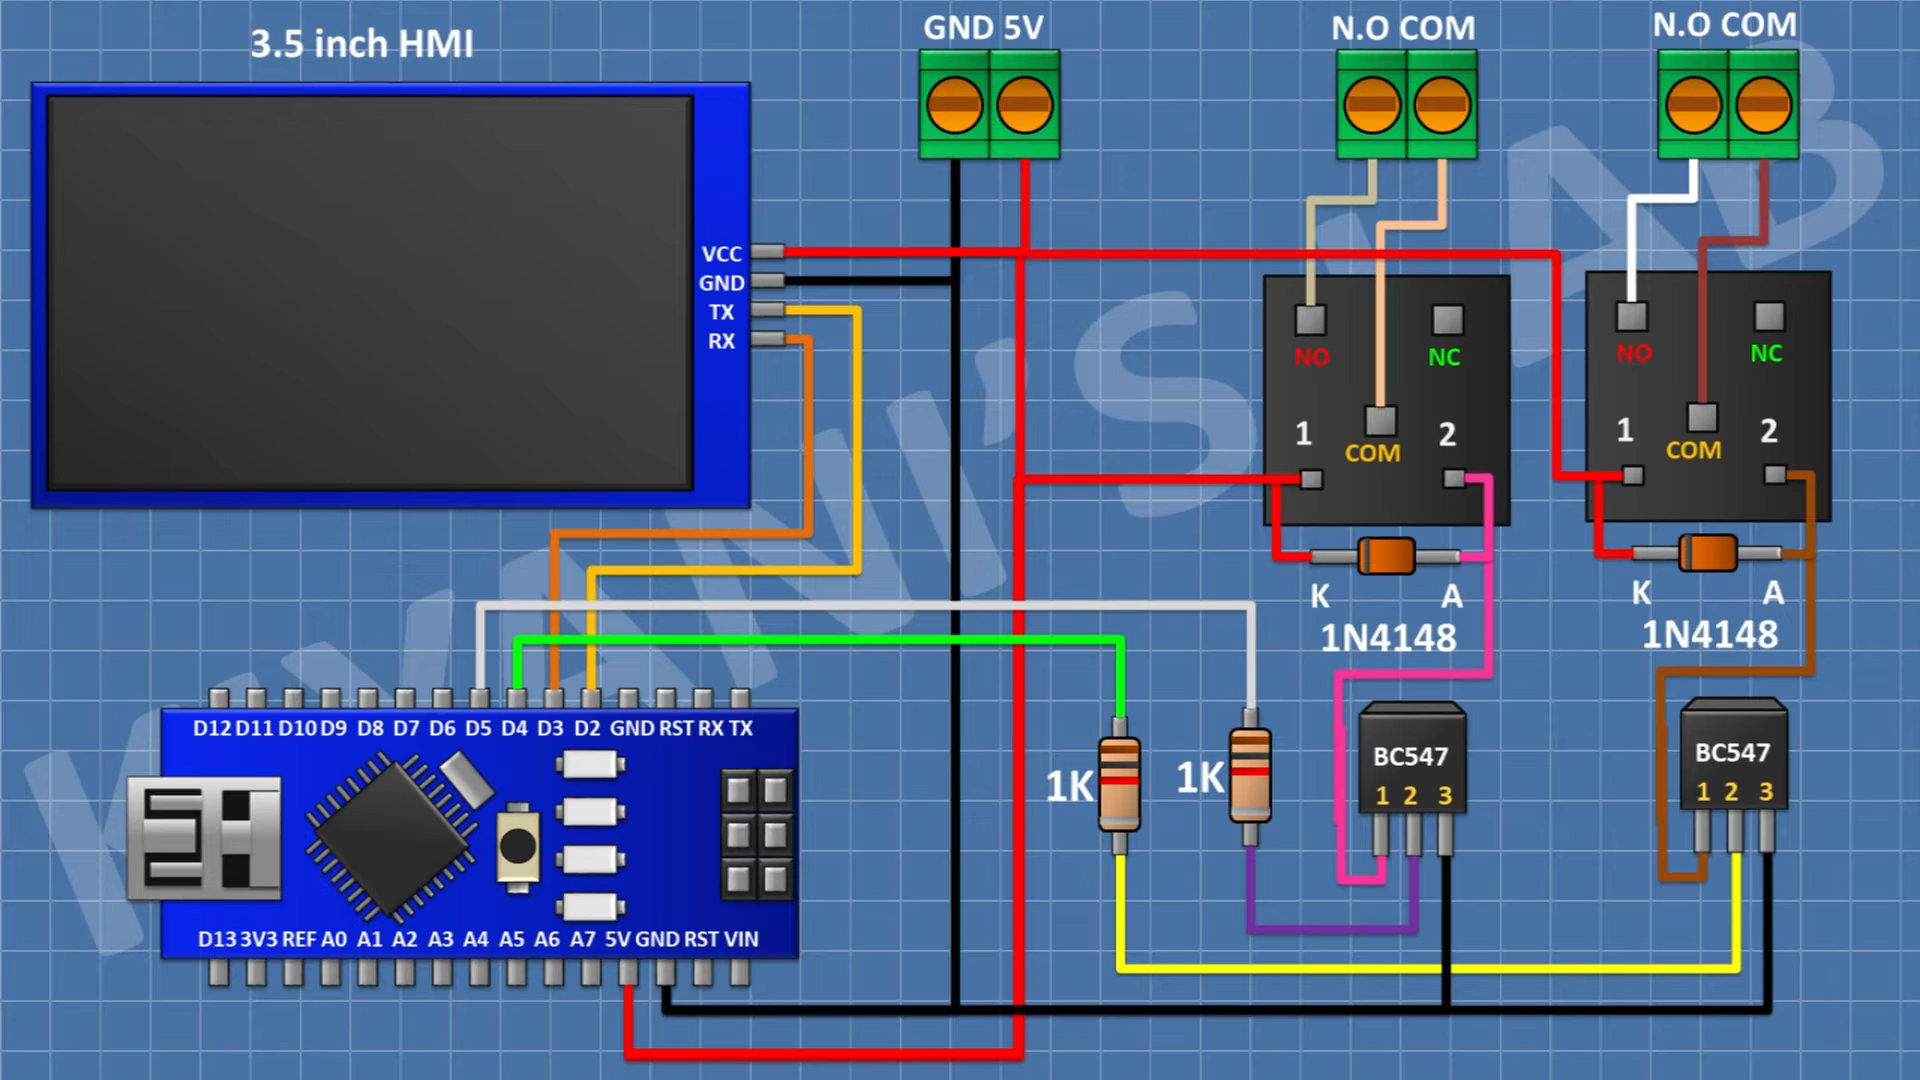 3.5 inch HMI
GND 5V
N.O COM
N.O COM
VCC
GND
TX
RX
NO
NC
1
COM
2
NO
NC
1
COM
2
K
A
1N4148
K
A
1N4148
D12 D11 D10 D9 D8 D7 D6 D5 D4 D3 D2 GND RST RX TX
1K
1K
BC547
1 2 3
BC547
1 2 3
D13 3V3 REF A0 A1 A2 A3 A4 A5 A6 A7 5V GND RST VIN
KIYANI'S LAB